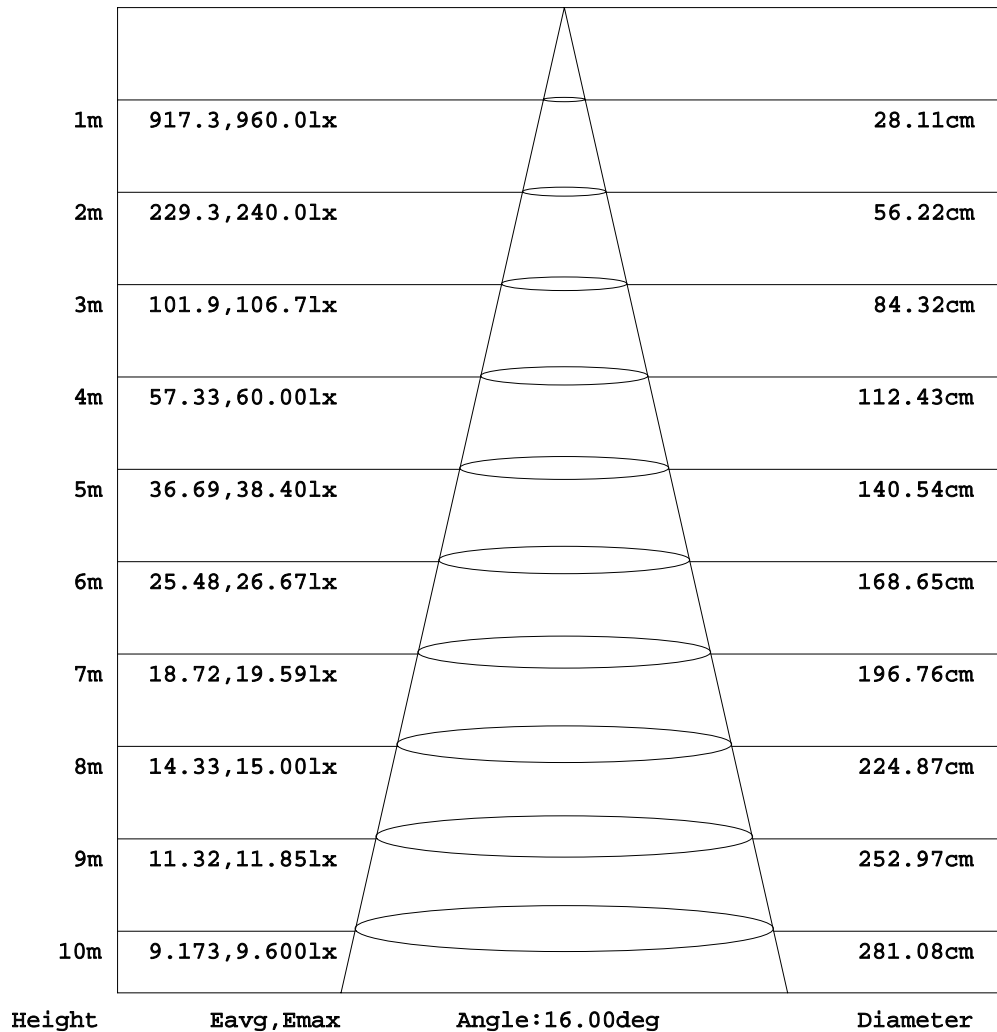 1m 917.3,960.0lx 28.11cm
2m 229.3,240.0lx 56.22cm
3m 101.9,106.7lx 84.32cm
4m 57.33,60.00lx 112.43cm
5m 36.69,38.40lx 140.54cm
6m 25.48,26.67lx 168.65cm
7m 18.72,19.59lx 196.76cm
8m 14.33,15.00lx 224.87cm
9m 11.32,11.85lx 252.97cm
10m 9.173,9.600lx 281.08cm
Height Eavg,Emax Angle:16.00deg Diameter